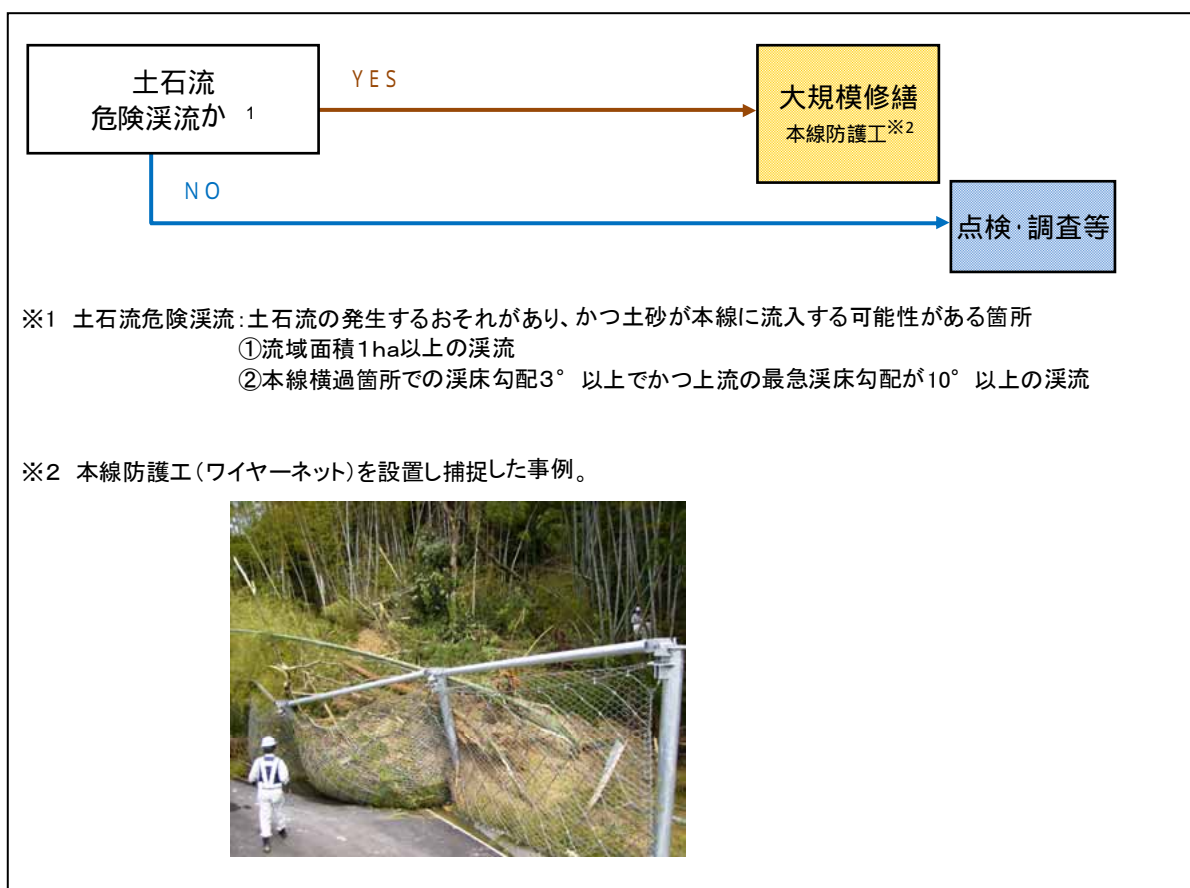 土石流
危険渓流か 1
YES
大規模修繕
本線防護工※2
NO
点検・調査等
※1 土石流危険渓流:土石流の発生するおそれがあり、かつ土砂が本線に流入する可能性がある箇所
①流域面積1ha以上の渓流
②本線横過箇所での渓床勾配3°以上でかつ上流の最急渓床勾配が10°以上の渓流
※2 本線防護工(ワイヤーネット)を設置し捕捉した事例。